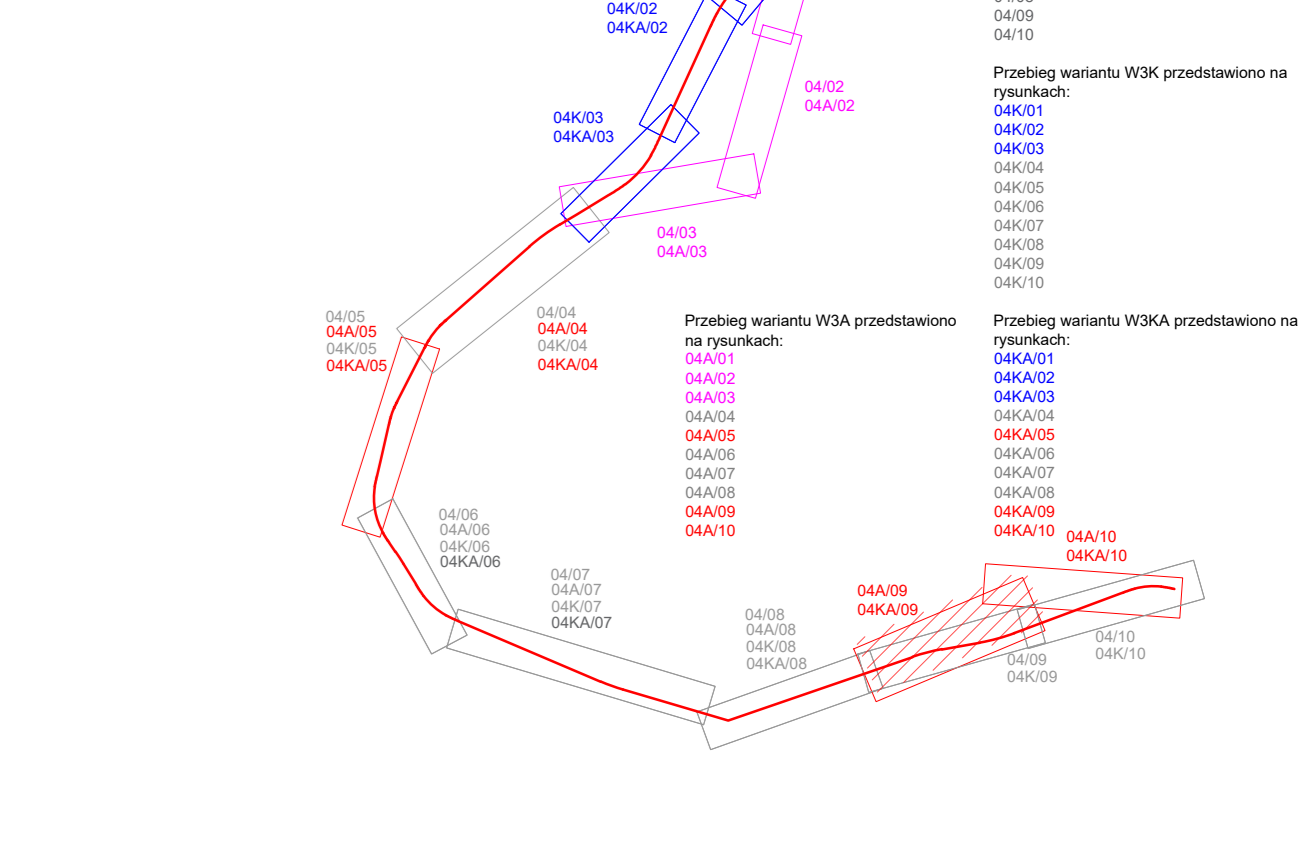 04K/02
04KA/02
04/09
04/10
Przebieg wariantu W3K przedstawiono na
rysunkach:
04K/01
04K/02
04K/03
04K/04
04K/05
04K/06
04K/07
04K/08
04K/09
04K/10
04/02
04A/02
04K/03
04KA/03
04/03
04A/03
04/05
04A/05
04K/05
04KA/05
04/04
04A/04
04K/04
04KA/04
Przebieg wariantu W3A przedstawiono
na rysunkach:
04A/01
04A/02
04A/03
04A/04
04A/05
04A/06
04A/07
04A/08
04A/09
04A/10
Przebieg wariantu W3KA przedstawiono na
rysunkach:
04KA/01
04KA/02
04KA/03
04KA/04
04KA/05
04KA/06
04KA/07
04KA/08
04KA/09
04KA/10
04A/10
04KA/10
04/06
04A/06
04K/06
04KA/06
04/07
04A/07
04K/07
04KA/07
04/08
04A/08
04K/08
04KA/08
04A/09
04KA/09
04/09
04K/09
04/10
04K/10